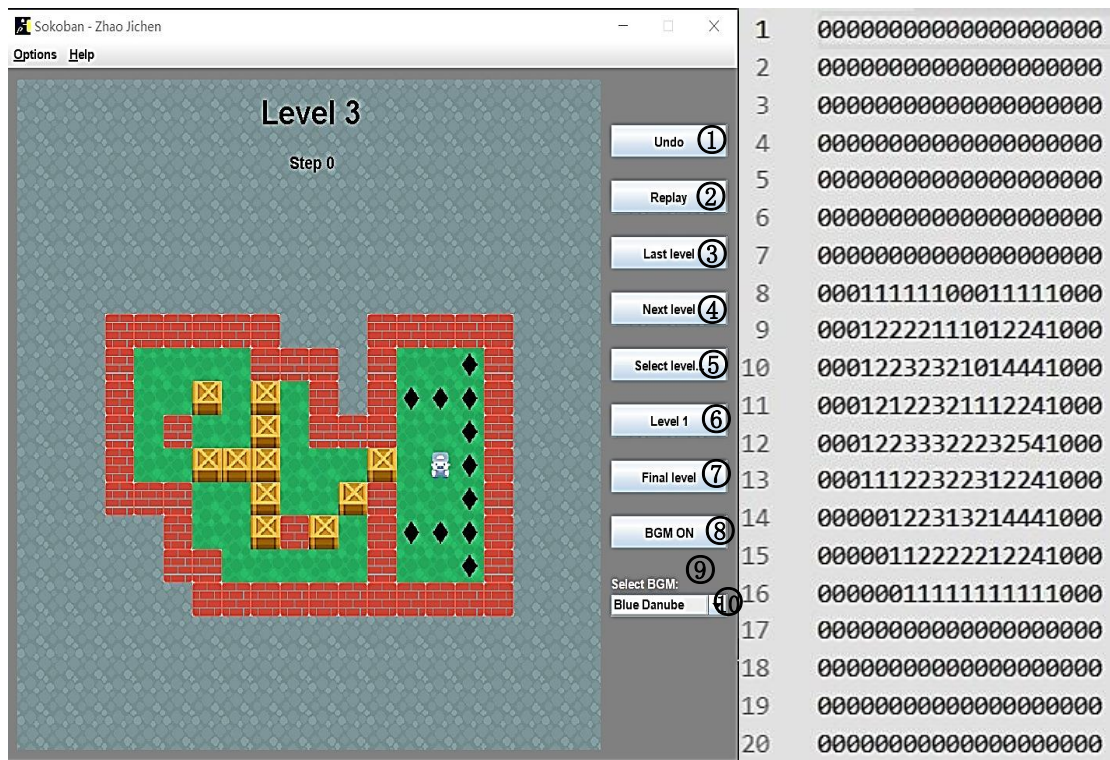 Sokoban - Zhao Jichen
Options Help
Level 3
Step 0
Undo ①
Replay ②
Last level ③
Next level ④
Select level.. ⑤
Level 1 ⑥
Final level ⑦
BGM ON ⑧
⑨
Select BGM:
Blue Danube ⑩
1 00000000000000000000
2 00000000000000000000
3 00000000000000000000
4 00000000000000000000
5 00000000000000000000
6 00000000000000000000
7 00000000000000000000
8 00011111100011111000
9 00012222111012241000
10 00012232321014441000
11 00012122321112241000
12 00012233322232541000
13 00011122322312241000
14 00000122313214441000
15 00000112222212241000
16 00000011111111111000
17 00000000000000000000
18 00000000000000000000
19 00000000000000000000
20 00000000000000000000